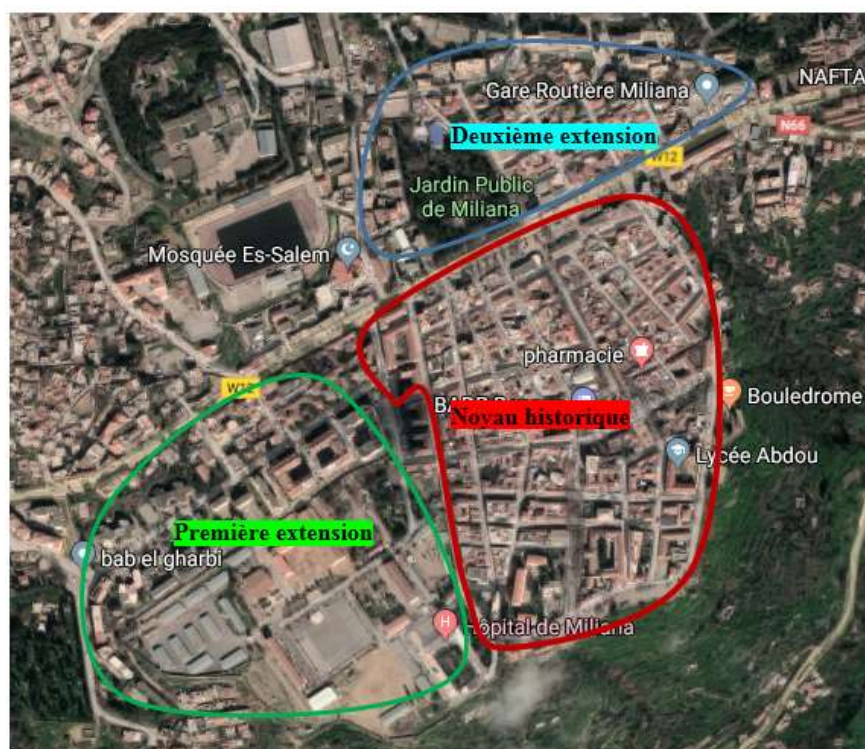 NAFTA
Gare Routière Miliana
N66
Deuxième extension
W12
Jardin Public
de Miliana
Mosquée Es-Salem
pharmacie
W12
Bouledrome
Noyau historique
Lycée Abdou
Première extension
bab el gharbi
Hôpital de Miliana